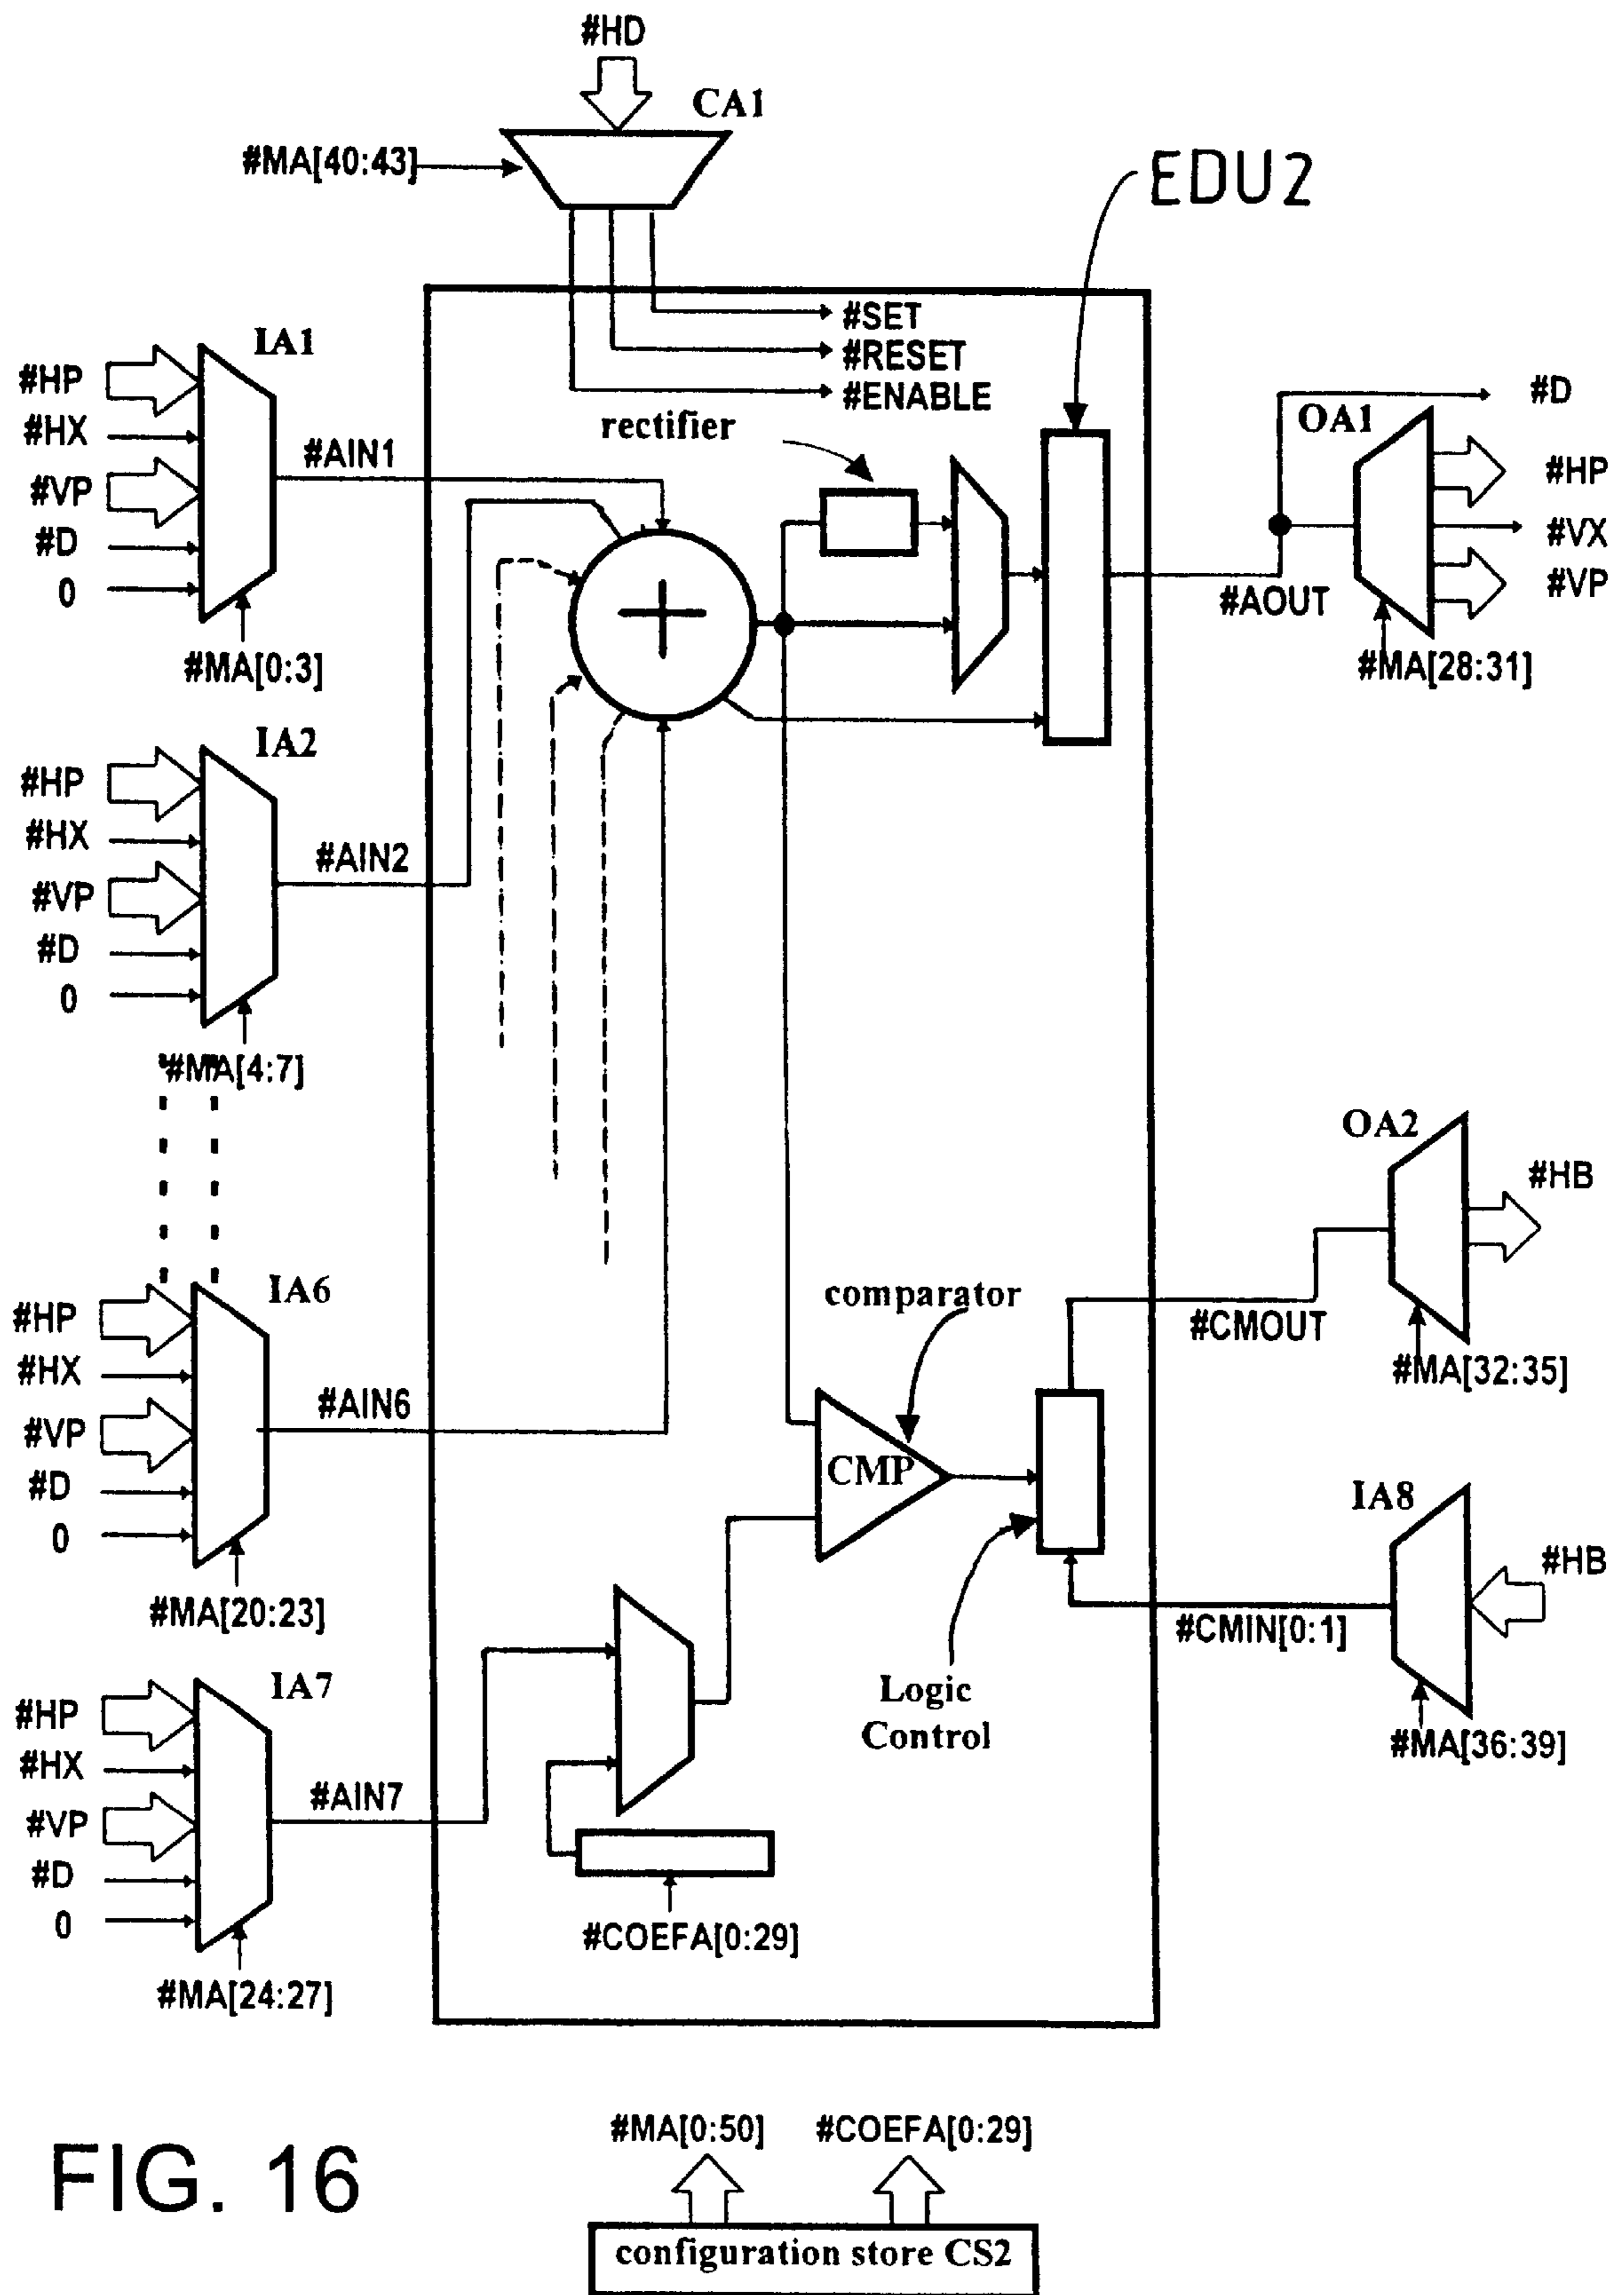 #HD
CA1
#MA[40:43]
EDU2
#SET
#RESET
#ENABLE
rectifier
IA1
#HP
#HX
#VP
#D
0
#AIN1
#MA[0:3]
#D
OA1
#HP
#VX
#VP
#AOUT
#MA[28:31]
IA2
#HP
#HX
#VP
#D
0
#AIN2
#MA[4:7]
OA2
#HB
#CMOUT
#MA[32:35]
IA6
#HP
#HX
#VP
#D
0
#AIN6
#MA[20:23]
comparator
CMP
IA8
#HB
#CMIN[0:1]
#MA[36:39]
Logic
Control
IA7
#HP
#HX
#VP
#D
0
#AIN7
#MA[24:27]
#COEFA[0:29]
#MA[0:50] #COEFA[0:29]
configuration store CS2
FIG. 16